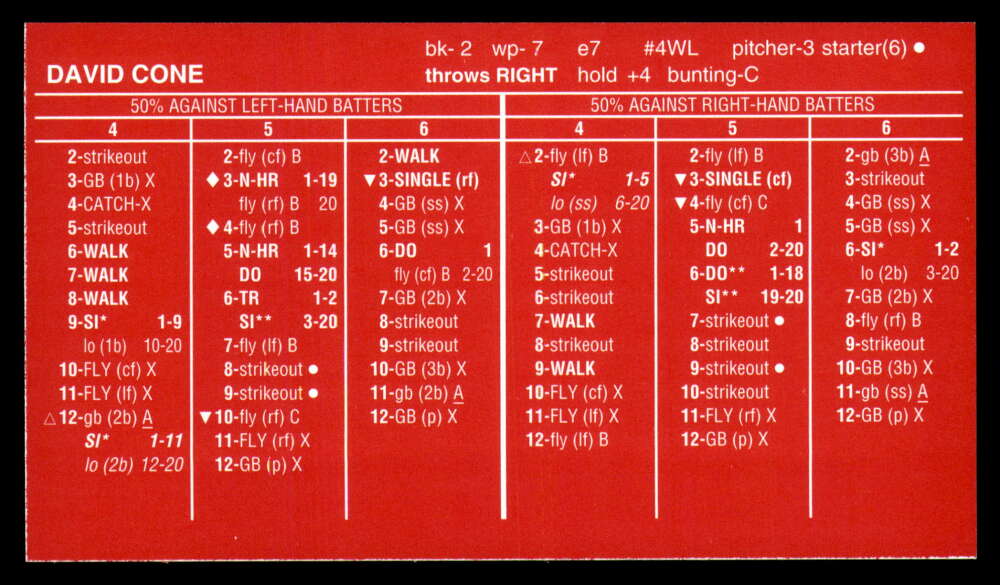 bk- 2 wp- 7 e7 #4WL pitcher-3 starter(6) ●
DAVID CONE throws RIGHT hold +4 bunting-C
50% AGAINST LEFT-HAND BATTERS
4
2-strikeout
3-GB (1b) X
4-CATCH-X
5-strikeout
6-WALK
7-WALK
8-WALK
9-SI* 1-9
lo (1b) 10-20
10-FLY (cf) X
11-FLY (lf) X
△12-gb (2b) A
SI* 1-11
lo (2b) 12-20
5
2-fly (cf) B
◆3-N-HR 1-19
fly (rf) B 20
◆4-fly (rf) B
5-N-HR 1-14
DO 15-20
6-TR 1-2
SI** 3-20
7-fly (lf) B
8-strikeout ●
9-strikeout ●
▼10-fly (rf) C
11-FLY (rf) X
12-GB (p) X
6
2-WALK
▼3-SINGLE (rf)
4-GB (ss) X
5-GB (ss) X
6-DO 1
fly (cf) B 2-20
7-GB (2b) X
8-strikeout
9-strikeout
10-GB (3b) X
11-gb (2b) A
12-GB (p) X
50% AGAINST RIGHT-HAND BATTERS
4
△2-fly (lf) B
SI* 1-5
lo (ss) 6-20
3-GB (1b) X
4-CATCH-X
5-strikeout
6-strikeout
7-WALK
8-strikeout
9-WALK
10-FLY (cf) X
11-FLY (lf) X
12-fly (lf) B
5
2-fly (lf) B
▼3-SINGLE (cf)
▼4-fly (cf) C
5-N-HR 1
DO 2-20
6-DO** 1-18
SI** 19-20
7-strikeout ●
8-strikeout
9-strikeout ●
10-strikeout
11-FLY (rf) X
12-GB (p) X
6
2-gb (3b) A
3-strikeout
4-GB (ss) X
5-GB (ss) X
6-SI* 1-2
lo (2b) 3-20
7-GB (2b) X
8-fly (rf) B
9-strikeout
10-GB (3b) X
11-gb (ss) A
12-GB (p) X